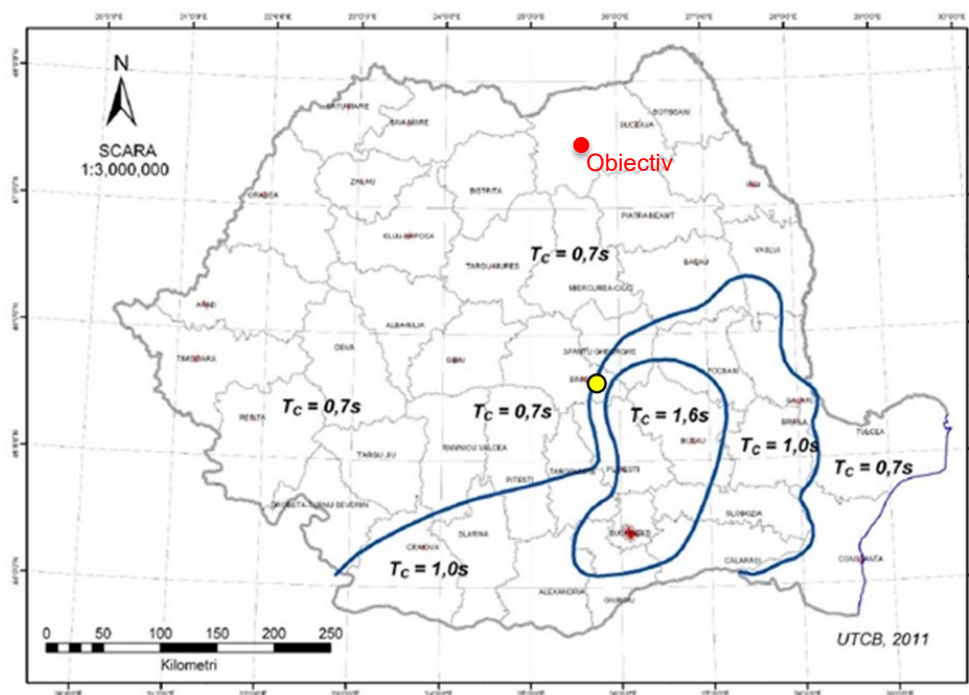 N
SCARA
1:3,000,000
SATU MARE
BAIA MARE
BOTOSANI
SUCEAVA
Obiectiv
ZALAU
BISTRITA
ORADEA
IASI
PIATRA NEAMT
CLUJ-NAPOCA
VASLUI
T_C = 0,7s
BACAU
TARGU MURES
MIERCUREA-CIUC
ARAD
ALBA-IULIA
DEVA
TIMISOARA
SIBIU
SFANTU GHEORGHE
FOCSANI
RESITA
T_C = 0,7s
T_C = 0,7s
T_C = 1,6s
GALATI
BRAILA
TULCEA
BUZAU
T_C = 1,0s
RAMNICU VALCEA
TARGU JIU
T_C = 0,7s
PITESTI
PLOIESTI
DROBETA-TURNU SEVERIN
SLOBOZIA
SLATINA
CRAIOVA
CALARASI
CONSTANTA
T_C = 1,0s
ALEXANDRIA
GIURGIU
0 50 100 150 200 250
Kilometri
UTCB, 2011